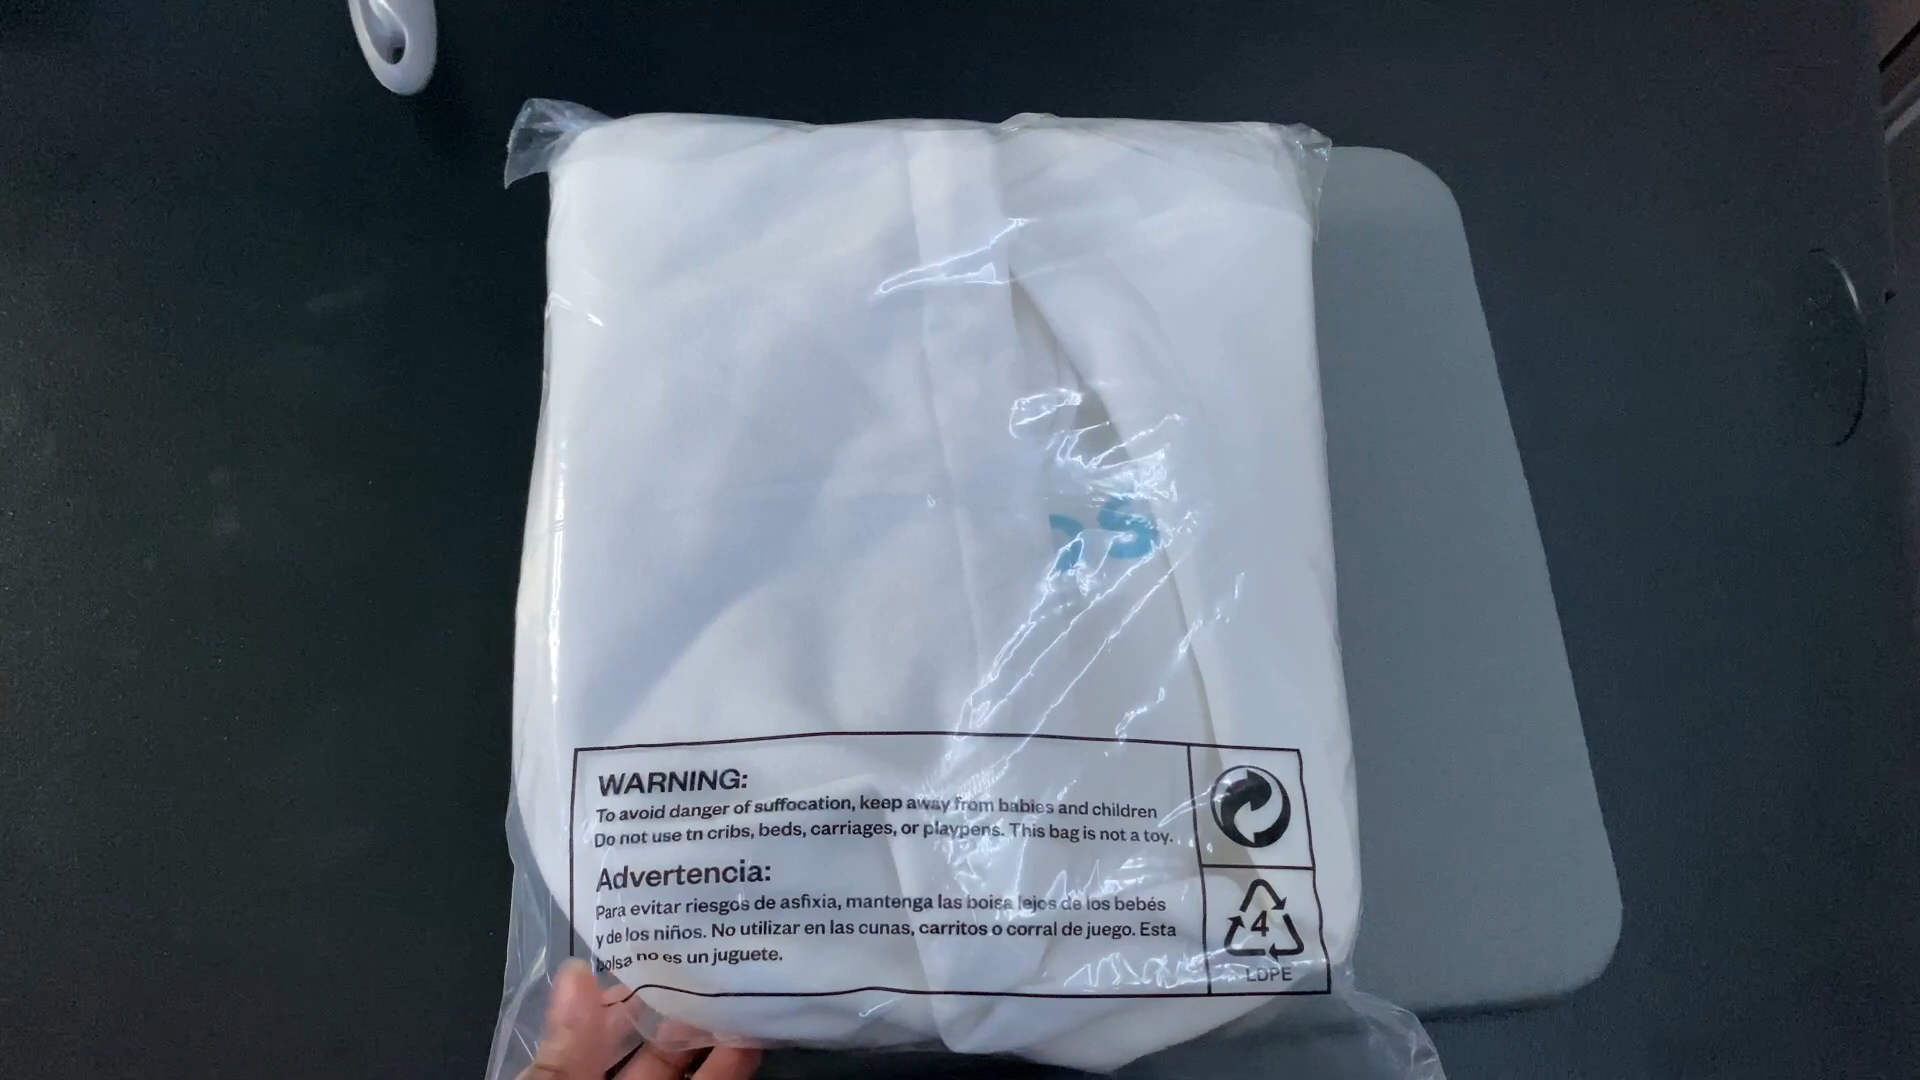 WARNING:
To avoid danger of suffocation, keep away from babies and children
Do not use tn cribs, beds, carriages, or playpens. This bag is not a toy.
Advertencia:
Para evitar riesgos de asfixia, mantenga las boisa lejos de los bebés
y de los niños. No utilizar en las cunas, carritos o corral de juego. Esta
bolsa no es un juguete.
4
LDPE